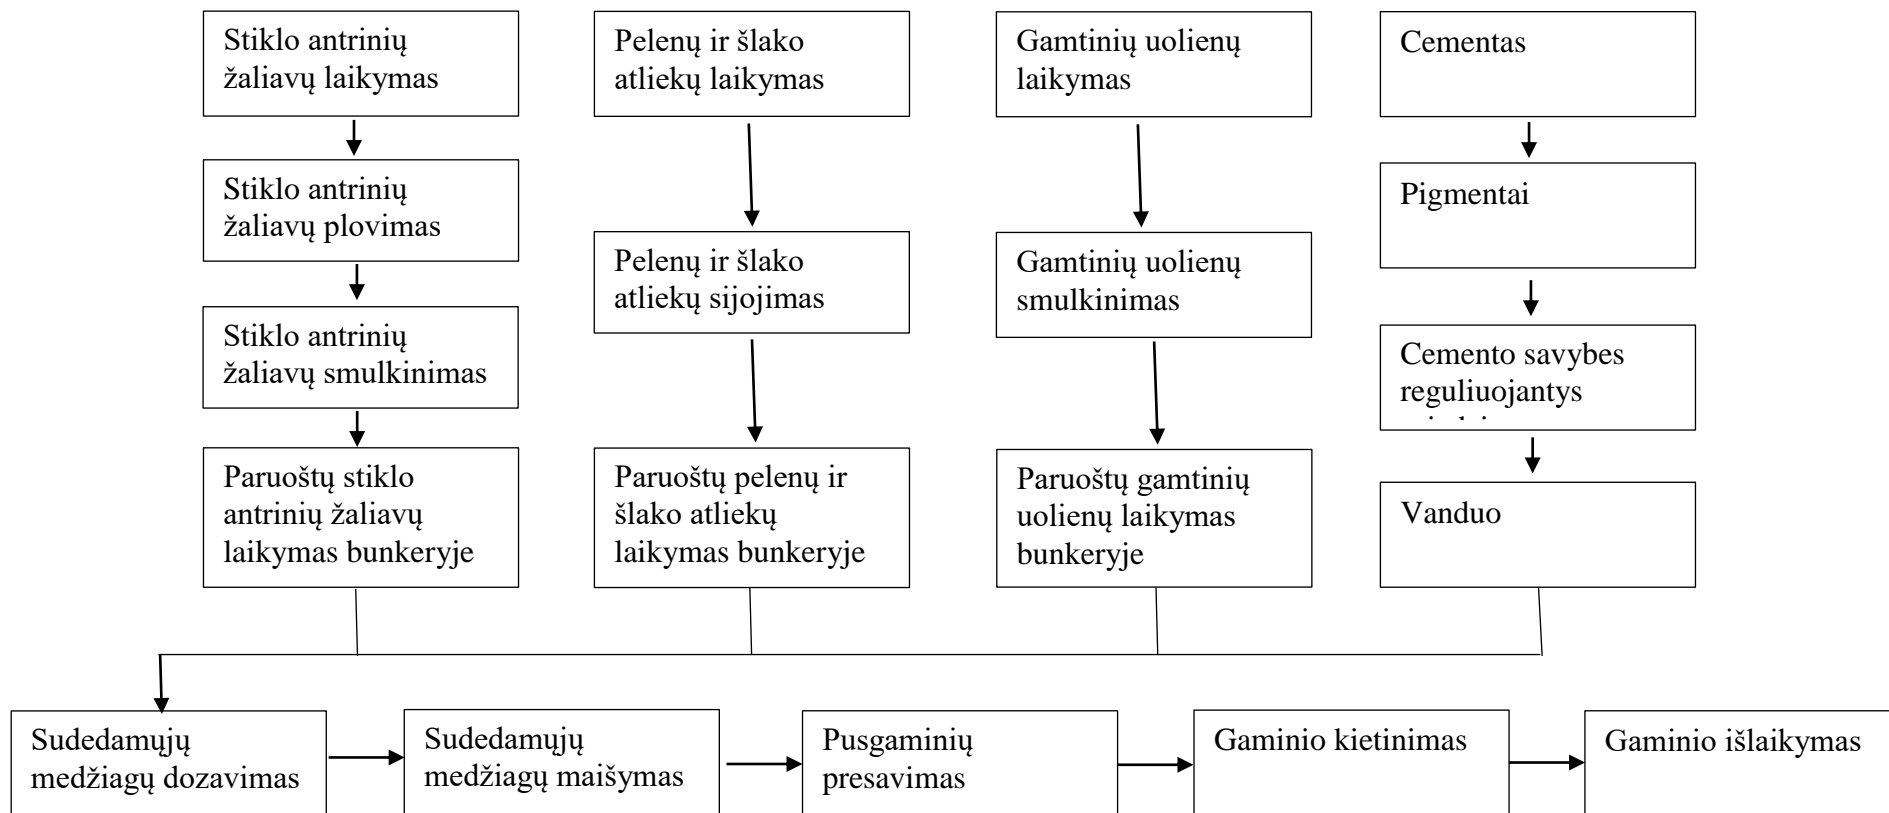 Stiklo antrinių
žaliavų laikymas
Pelenų ir šlako
atliekų laikymas
Gamtinių uolienų
laikymas
Cementas
Stiklo antrinių
žaliavų plovimas
Pelenų ir šlako
atliekų sijojimas
Gamtinių uolienų
smulkinimas
Pigmentai
Stiklo antrinių
žaliavų smulkinimas
Cemento savybes
reguliuojantys
Paruoštų stiklo
antrinių žaliavų
laikymas bunkeryje
Paruoštų pelenų ir
šlako atliekų
laikymas bunkeryje
Paruoštų gamtinių
uolienų laikymas
bunkeryje
Vanduo
Sudedamųjų
medžiagų dozavimas
Sudedamųjų
medžiagų maišymas
Pusgaminių
presavimas
Gaminio kietinimas
Gaminio išlaikymas